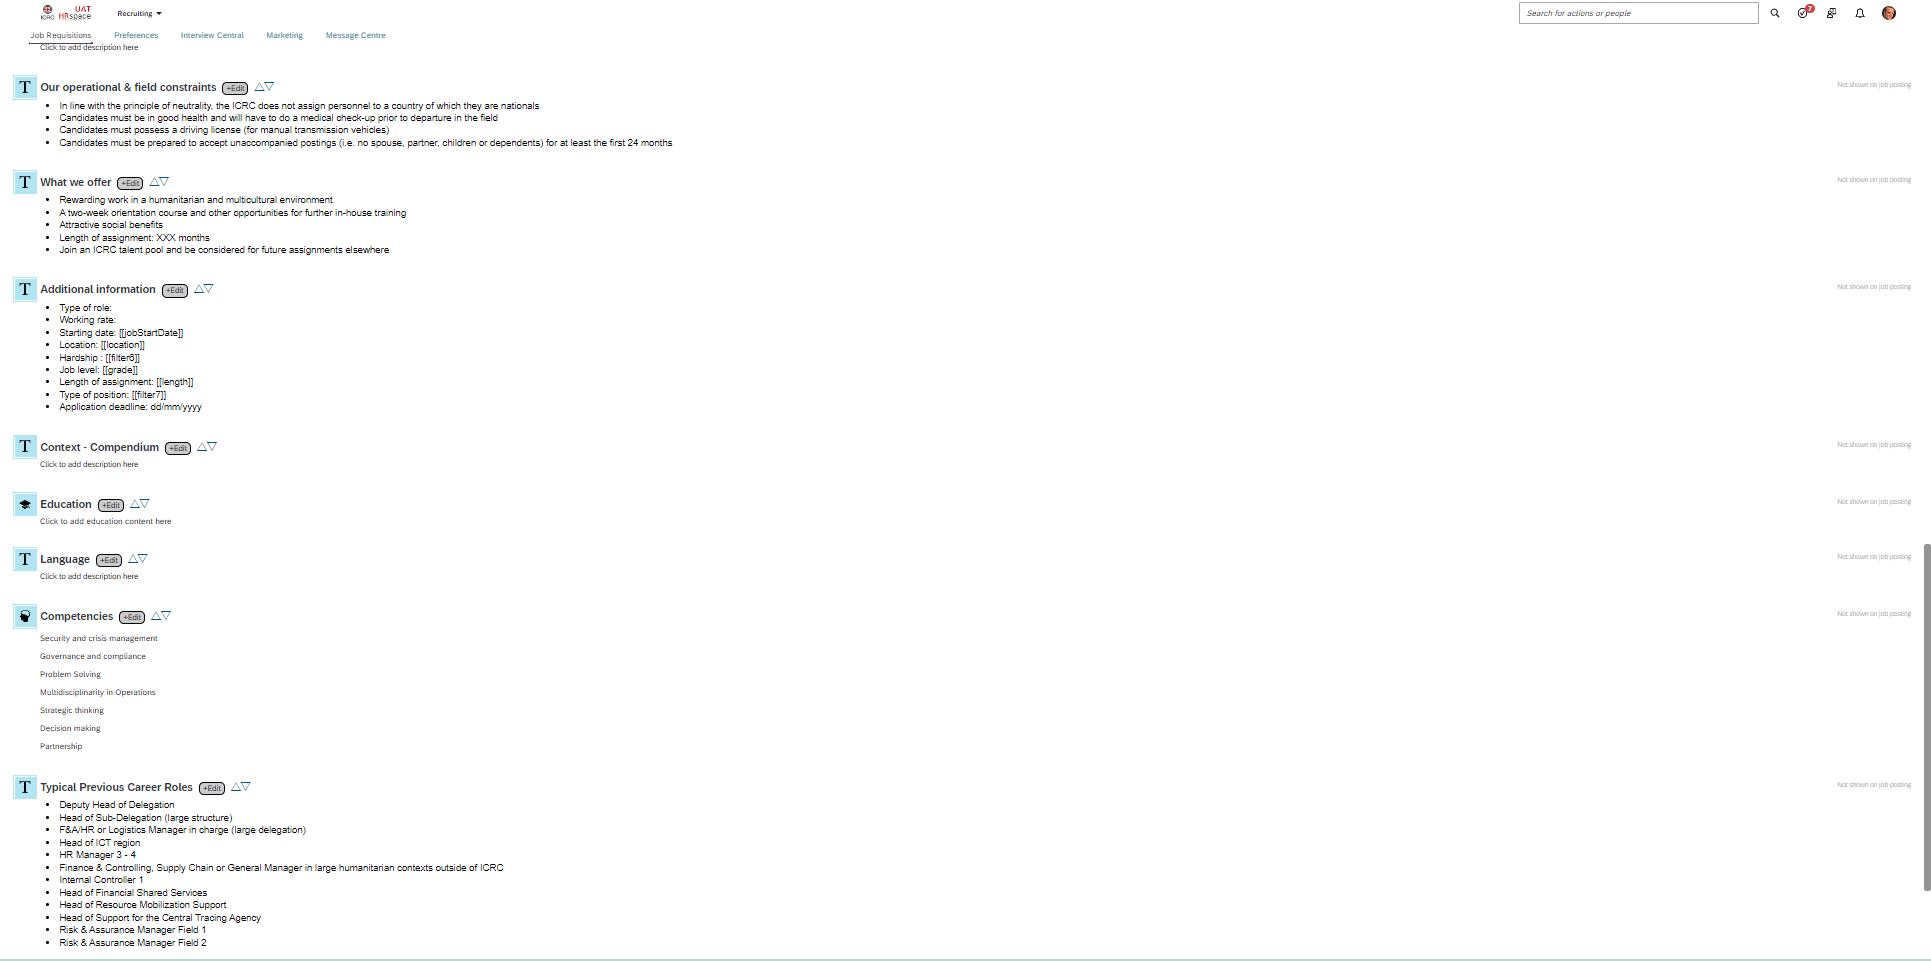 UAT
ICRC HRspace
Recruiting
Search for actions or people
7
Job Requisitions Preferences Interview Central Marketing Message Centre
Click to add description here
T Our operational & field constraints +Edit Not shown on job posting
• In line with the principle of neutrality, the ICRC does not assign personnel to a country of which they are nationals
• Candidates must be in good health and will have to do a medical check-up prior to departure in the field
• Candidates must possess a driving license (for manual transmission vehicles)
• Candidates must be prepared to accept unaccompanied postings (i.e. no spouse, partner, children or dependents) for at least the first 24 months
T What we offer +Edit Not shown on job posting
• Rewarding work in a humanitarian and multicultural environment
• A two-week orientation course and other opportunities for further in-house training
• Attractive social benefits
• Length of assignment: XXX months
• Join an ICRC talent pool and be considered for future assignments elsewhere
T Additional information +Edit Not shown on job posting
• Type of role:
• Working rate:
• Starting date: [[jobStartDate]]
• Location: [[location]]
• Hardship : [[filter6]]
• Job level: [[grade]]
• Length of assignment: [[length]]
• Type of position: [[filter7]]
• Application deadline: dd/mm/yyyy
T Context - Compendium +Edit Not shown on job posting
Click to add description here
Education +Edit Not shown on job posting
Click to add education content here
T Language +Edit Not shown on job posting
Click to add description here
Competencies +Edit Not shown on job posting
Security and crisis management
Governance and compliance
Problem Solving
Multidisciplinarity in Operations
Strategic thinking
Decision making
Partnership
T Typical Previous Career Roles +Edit Not shown on job posting
• Deputy Head of Delegation
• Head of Sub-Delegation (large structure)
• F&A/HR or Logistics Manager in charge (large delegation)
• Head of ICT region
• HR Manager 3 - 4
• Finance & Controlling, Supply Chain or General Manager in large humanitarian contexts outside of ICRC
• Internal Controller 1
• Head of Financial Shared Services
• Head of Resource Mobilization Support
• Head of Support for the Central Tracing Agency
• Risk & Assurance Manager Field 1
• Risk & Assurance Manager Field 2